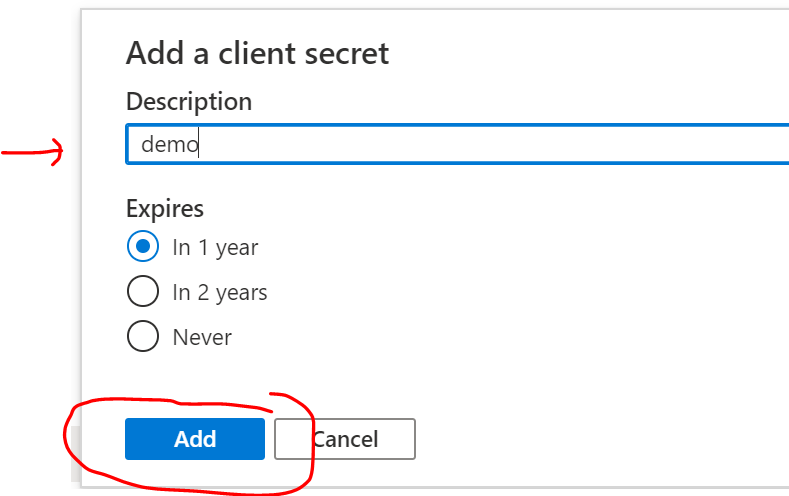 Add a client secret
Description
demo
Expires
In 1 year
In 2 years
Never
Add Cancel